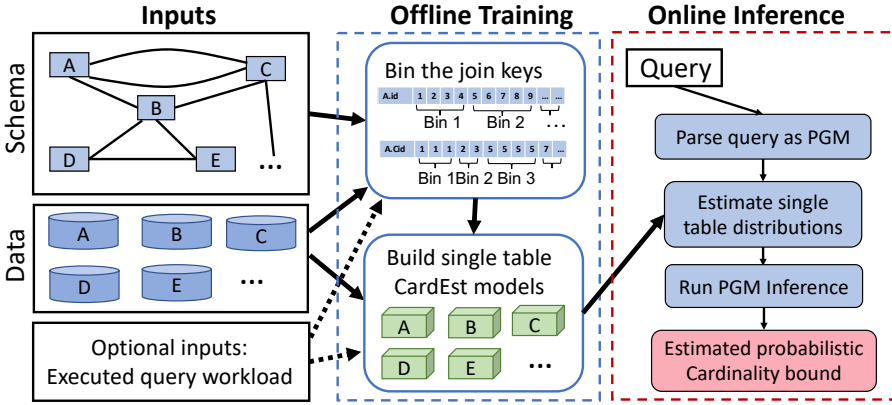 Inputs
Offline Training
Online Inference
Schema
A
C
B
D
E
...
Data
A
B
C
D
E
...
Optional inputs:
Executed query workload
Bin the join keys
A.id 1 2 3 4 5 6 7 8 9 ... ...
Bin 1 Bin 2 ...
A.Cid 1 1 1 2 3 5 5 5 5 7 ...
Bin 1 Bin 2 Bin 3
Build single table
CardEst models
A
B
C
D
E
...
Query
Parse query as PGM
Estimate single
table distributions
Run PGM Inference
Estimated probabilistic
Cardinality bound